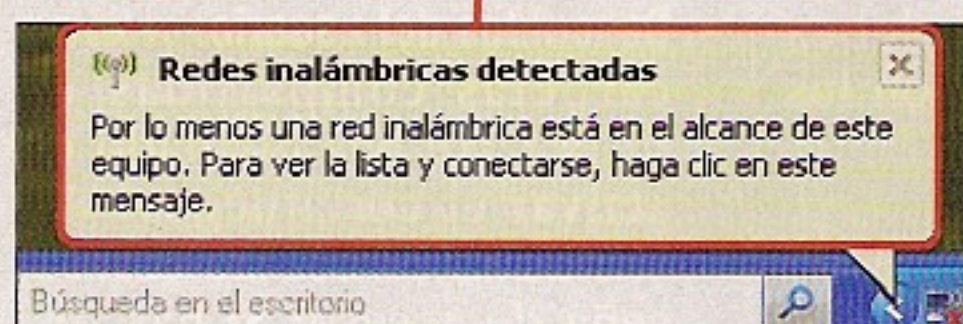 Redes inalámbricas detectadas
Por lo menos una red inalámbrica está en el alcance de este
equipo. Para ver la lista y conectarse, haga clic en este
mensaje.
Búsqueda en el escritorio